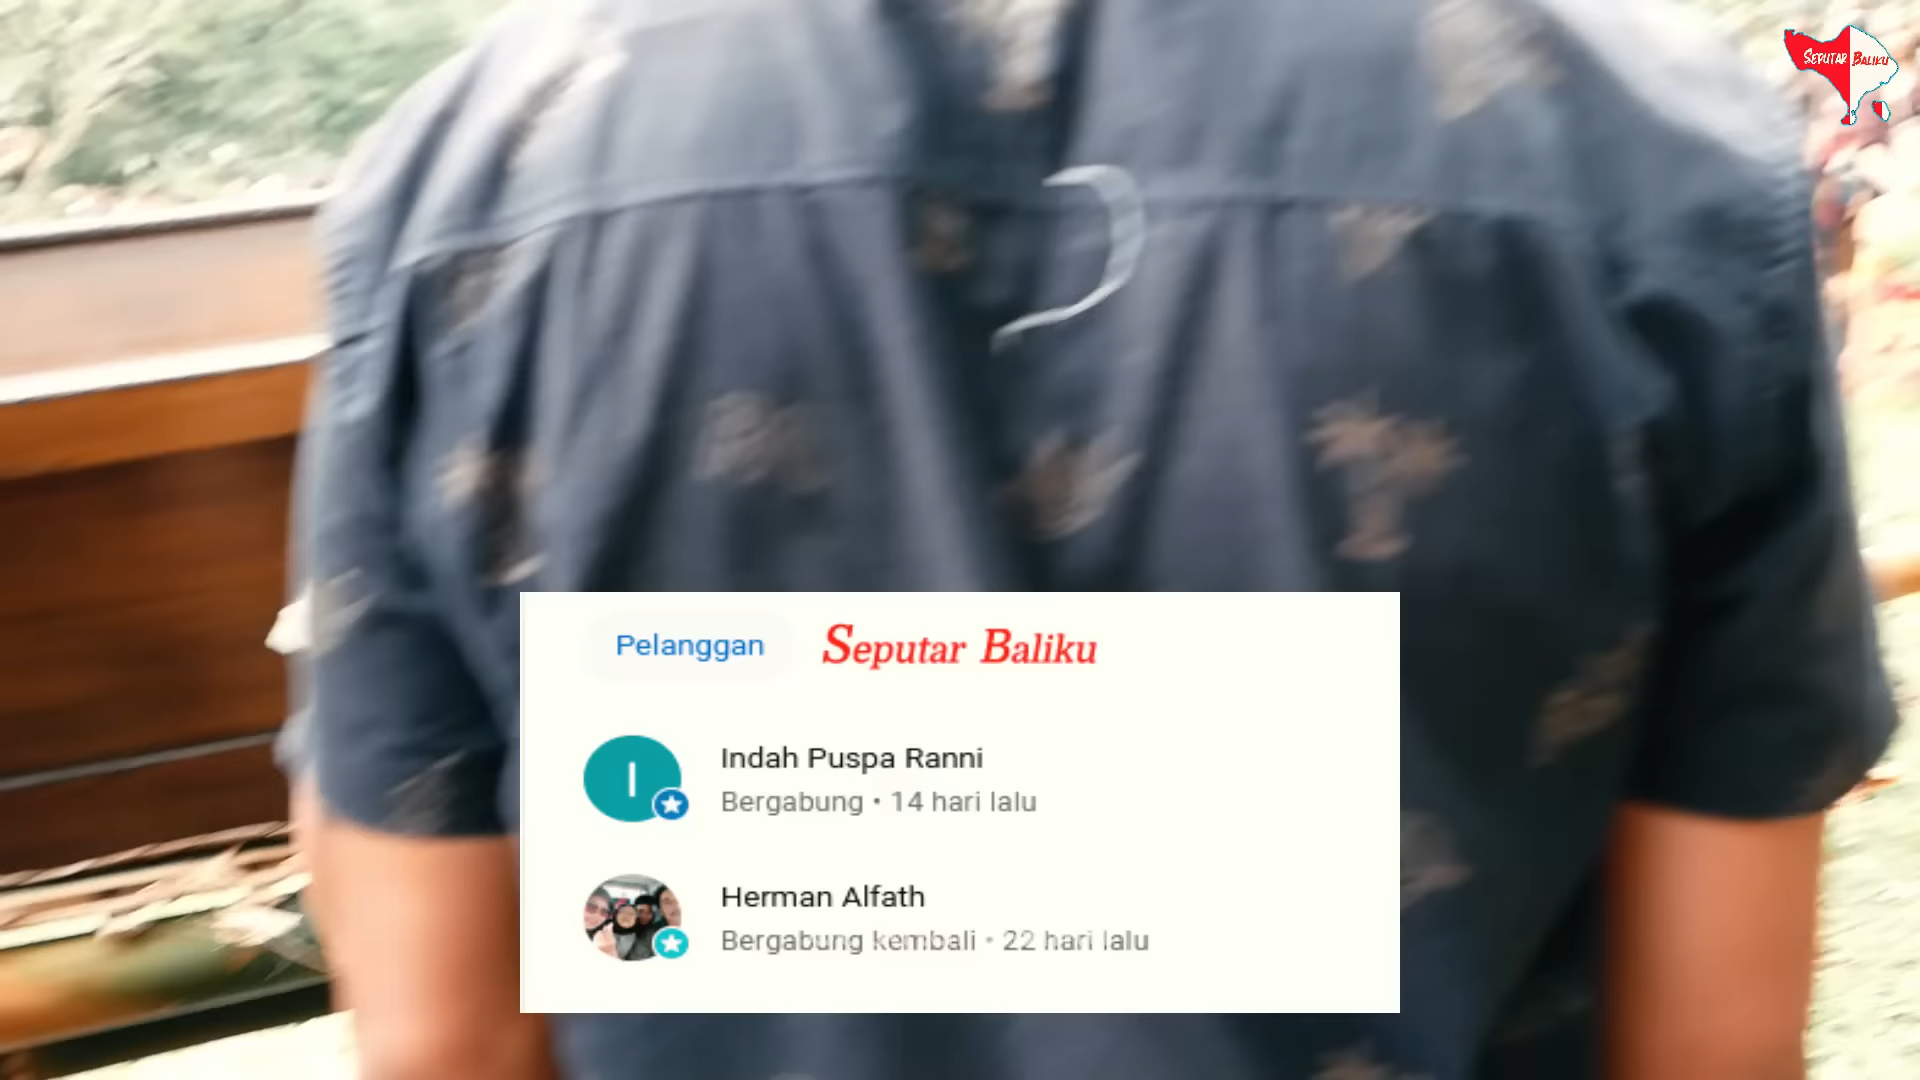 Seputar Baliku
Pelanggan
Seputar Baliku
I
Indah Puspa Ranni
Bergabung • 14 hari lalu
Herman Alfath
Bergabung kembali • 22 hari lalu